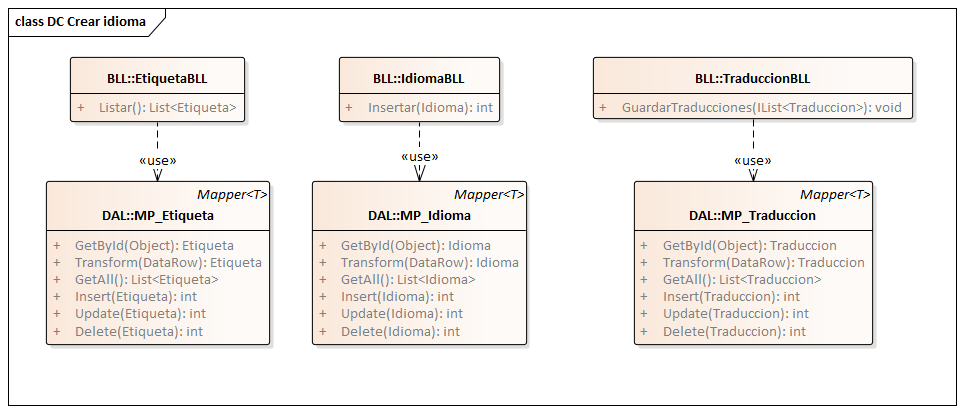 class DC Crear idioma
BLL::EtiquetaBLL
+ Listar(): List<Etiqueta>
«use»
Mapper<T>
DAL::MP_Etiqueta
+ GetById(Object): Etiqueta
+ Transform(DataRow): Etiqueta
+ GetAll(): List<Etiqueta>
+ Insert(Etiqueta): int
+ Update(Etiqueta): int
+ Delete(Etiqueta): int
BLL::IdiomaBLL
+ Insertar(Idioma): int
«use»
Mapper<T>
DAL::MP_Idioma
+ GetById(Object): Idioma
+ Transform(DataRow): Idioma
+ GetAll(): List<Idioma>
+ Insert(Idioma): int
+ Update(Idioma): int
+ Delete(Idioma): int
BLL::TraduccionBLL
+ GuardarTraducciones(IList<Traduccion>): void
«use»
Mapper<T>
DAL::MP_Traduccion
+ GetById(Object): Traduccion
+ Transform(DataRow): Traduccion
+ GetAll(): List<Traduccion>
+ Insert(Traduccion): int
+ Update(Traduccion): int
+ Delete(Traduccion): int